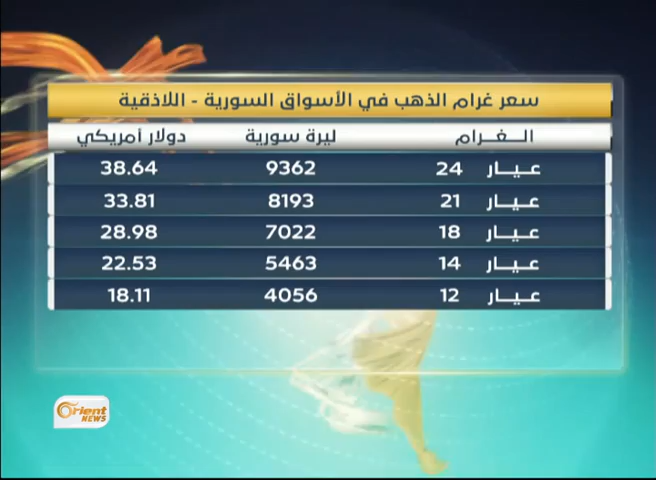 سعر غرام الذهب في الأسواق السورية - اللاذقية
الغرام ليرة سورية دولار أمريكي
عيار 24 9362 38.64
عيار 21 8193 33.81
عيار 18 7022 28.98
عيار 14 5463 22.53
عيار 12 4056 18.11
Orient
NEWS